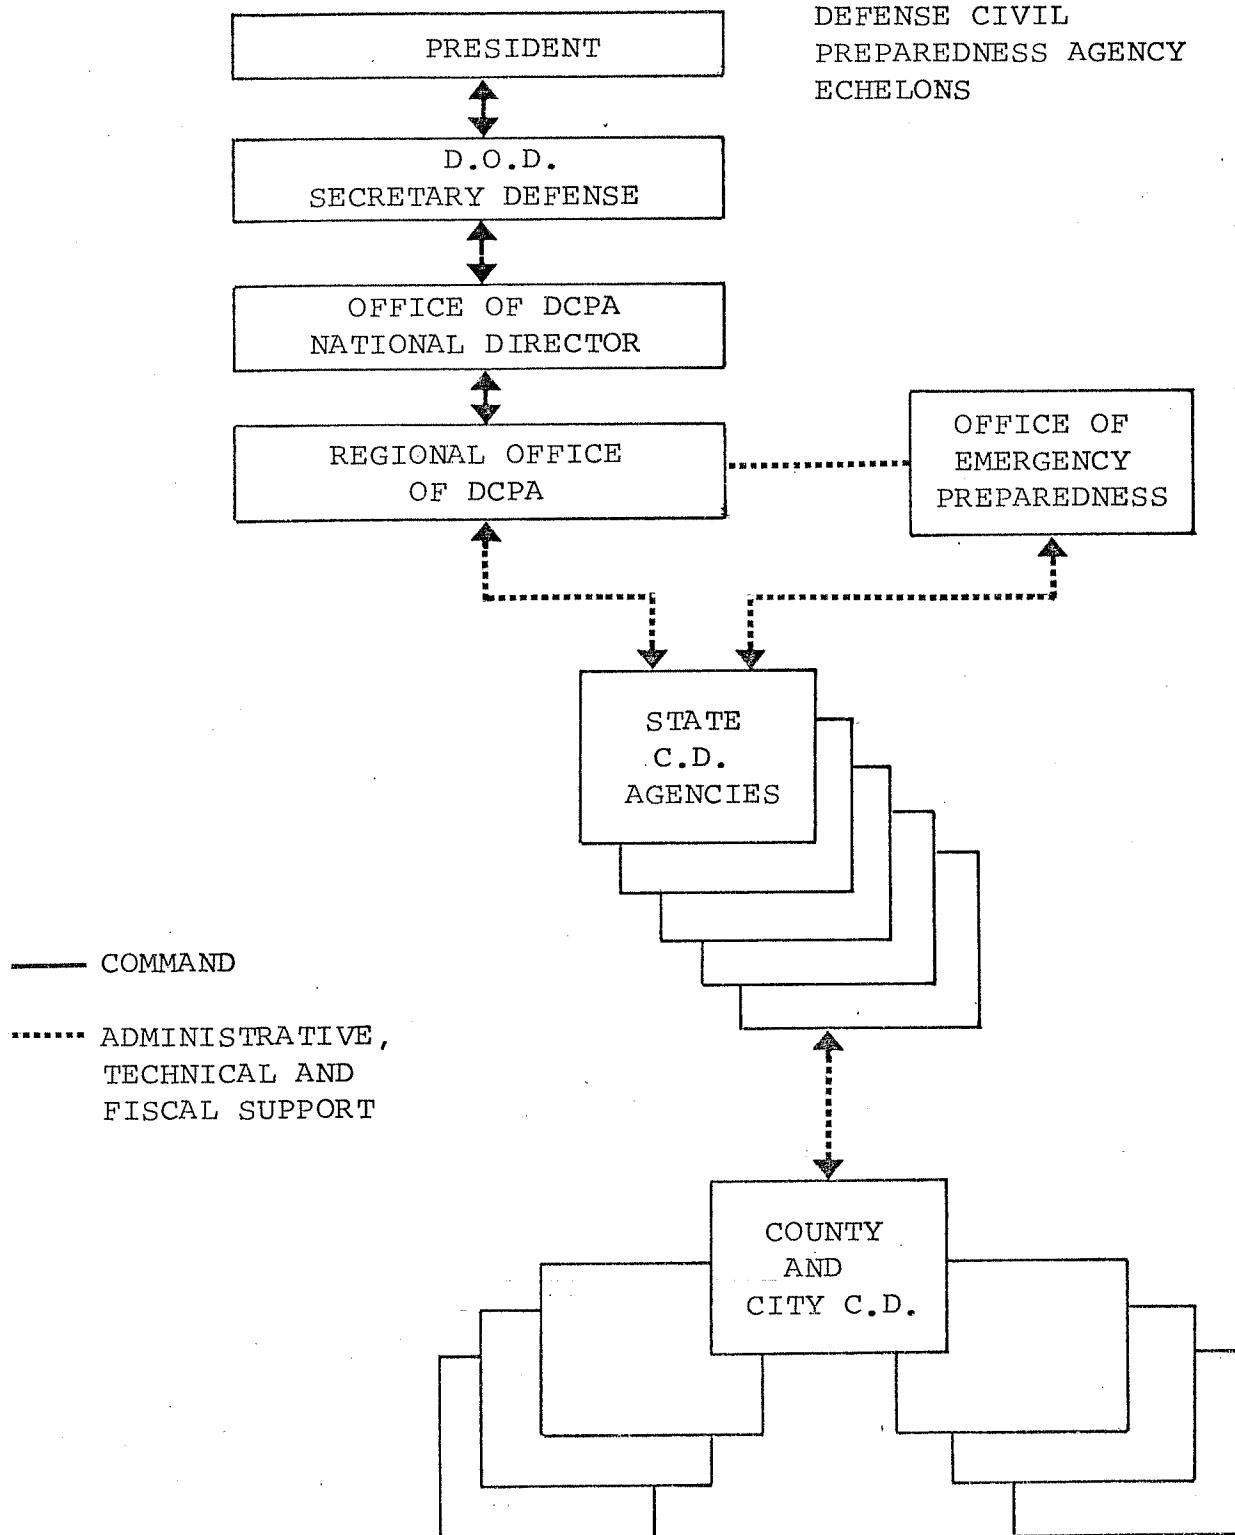 DEFENSE CIVIL
PREPAREDNESS AGENCY
ECHELONS
PRESIDENT
D.O.D.
SECRETARY DEFENSE
OFFICE OF DCPA
NATIONAL DIRECTOR
REGIONAL OFFICE
OF DCPA
OFFICE OF
EMERGENCY
PREPAREDNESS
STATE
C.D.
AGENCIES
COMMAND
ADMINISTRATIVE,
TECHNICAL AND
FISCAL SUPPORT
COUNTY
AND
CITY C.D.